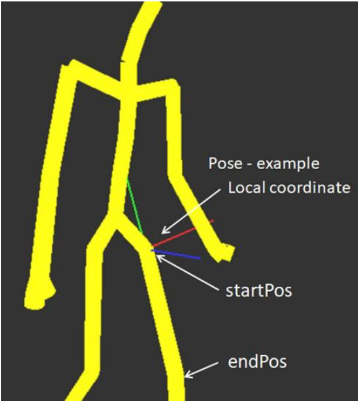 Pose - example
Local coordinate
startPos
endPos